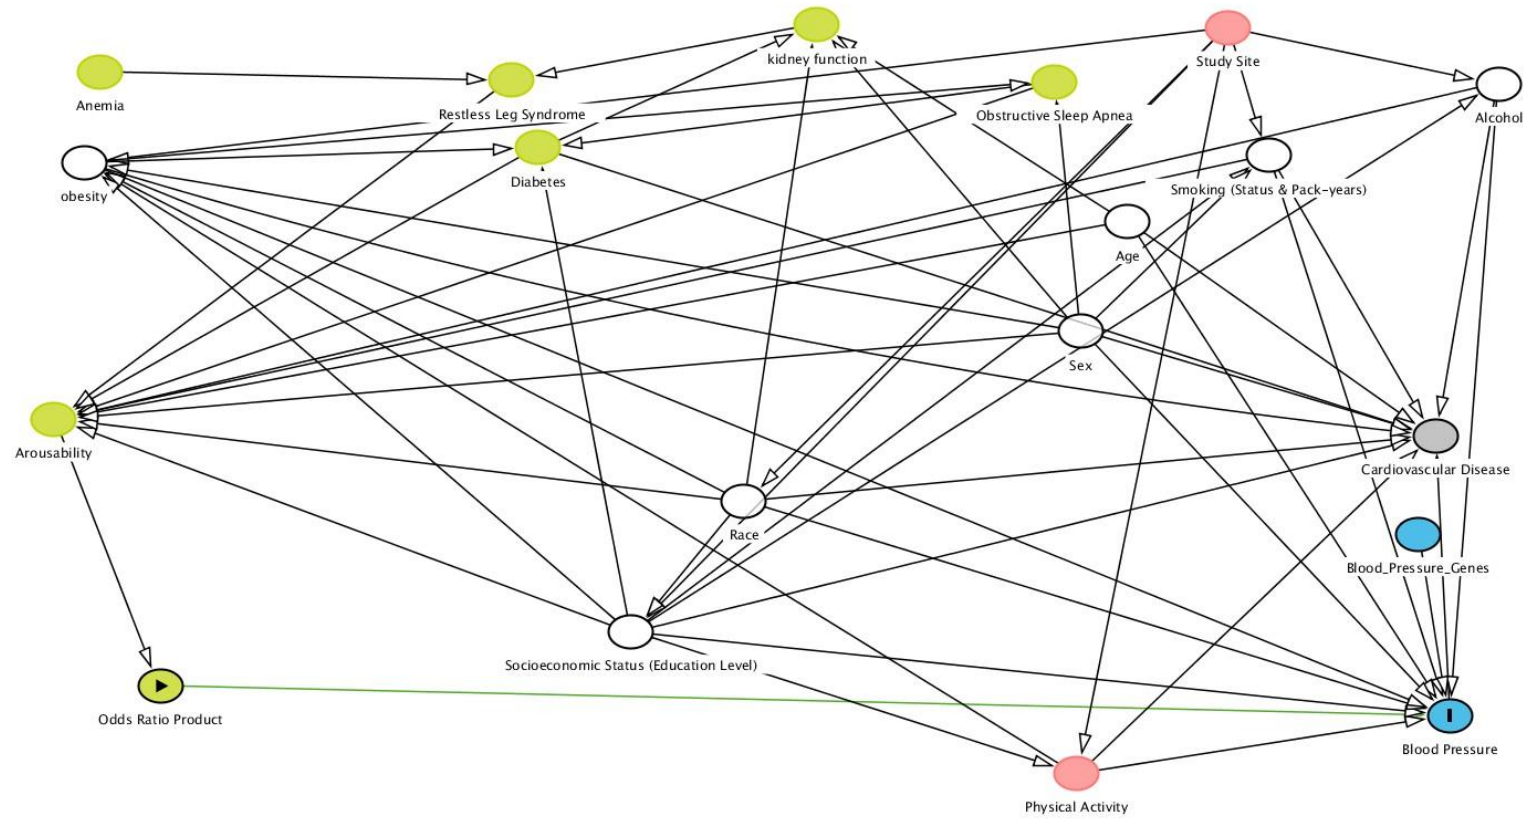 kidney function
Study Site
Anemia
Restless Leg Syndrome
Obstructive Sleep Apnea
Alcohol
Diabetes
obesity
Smoking (Status & Pack-years)
Age
Sex
Arousability
Cardiovascular Disease
Race
Blood_Pressure_Genes
Socioeconomic Status (Education Level)
Odds Ratio Product
Blood Pressure
Physical Activity